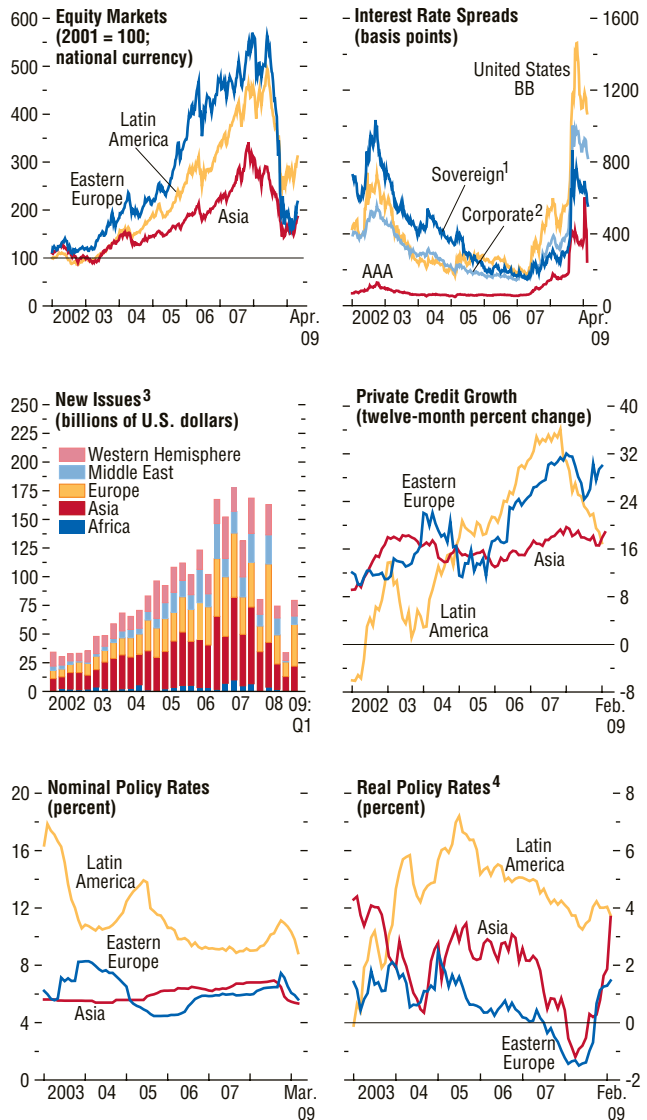 Equity Markets
(2001 = 100;
national currency)
600
500
400
300
200
100
0
Latin
America
Eastern
Europe
Asia
2002 03 04 05 06 07 Apr.
09
Interest Rate Spreads
(basis points)
1600
1200
800
400
0
United States
BB
Sovereign¹
Corporate²
AAA
2002 03 04 05 06 07 Apr.
09
New Issues³
(billions of U.S. dollars)
250
225
200
175
150
125
100
75
50
25
0
Western Hemisphere
Middle East
Europe
Asia
Africa
2002 03 04 05 06 07 08 09:
Q1
Private Credit Growth
(twelve-month percent change)
40
32
24
16
8
0
-8
Eastern
Europe
Asia
Latin
America
2002 03 04 05 06 07 Feb.
09
Nominal Policy Rates
(percent)
20
16
12
8
4
0
Latin
America
Eastern
Europe
Asia
2003 04 05 06 07 Mar.
09
Real Policy Rates⁴
(percent)
8
6
4
2
0
-2
Latin
America
Asia
Eastern
Europe
2003 04 05 06 07 Feb.
09